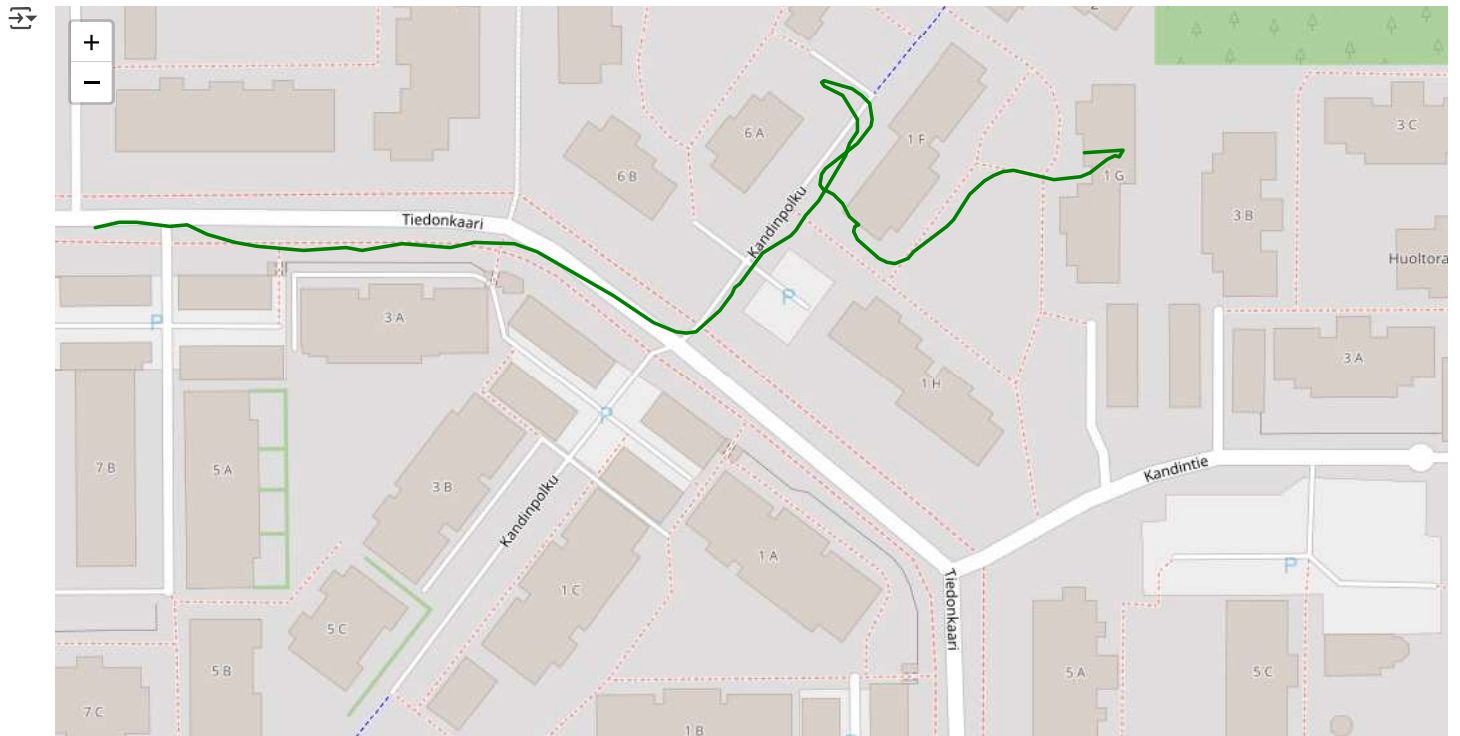 2
+
−
3 C
6 A
1 F
6 B
1 G
3 B
Tiedonkaari
Kandinpolku
Huoltora
P
3 A
P
3 A
1 H
P
7 B
5 A
3 B
Kandintie
Kandinpolku
1 A
P
1 C
Tiedonkaari
5 C
5 B
5 A
5 C
7 C
1 B